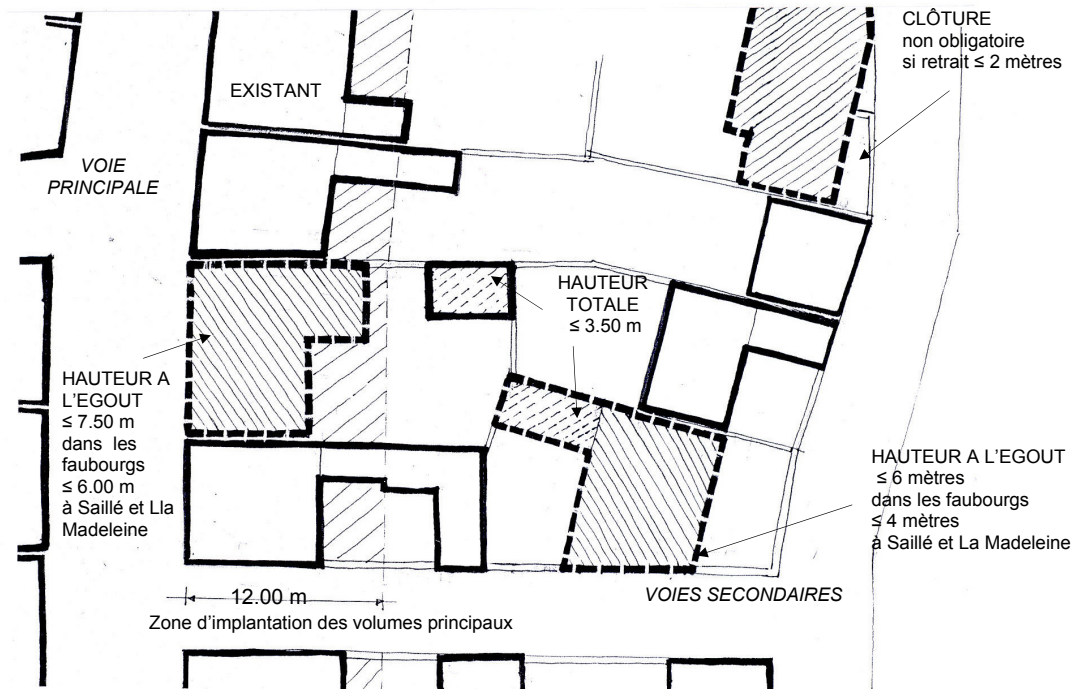 CLÔTURE
non obligatoire
si retrait ≤ 2 mètres
EXISTANT
VOIE
PRINCIPALE
HAUTEUR
TOTALE
≤ 3.50 m
HAUTEUR A
L'EGOUT
≤ 7.50 m
dans les
faubourgs
≤ 6.00 m
à Saillé et Lla
Madeleine
HAUTEUR A L'EGOUT
≤ 6 mètres
dans les faubourgs
≤ 4 mètres
à Saillé et La Madeleine
VOIES SECONDAIRES
12.00 m
Zone d'implantation des volumes principaux